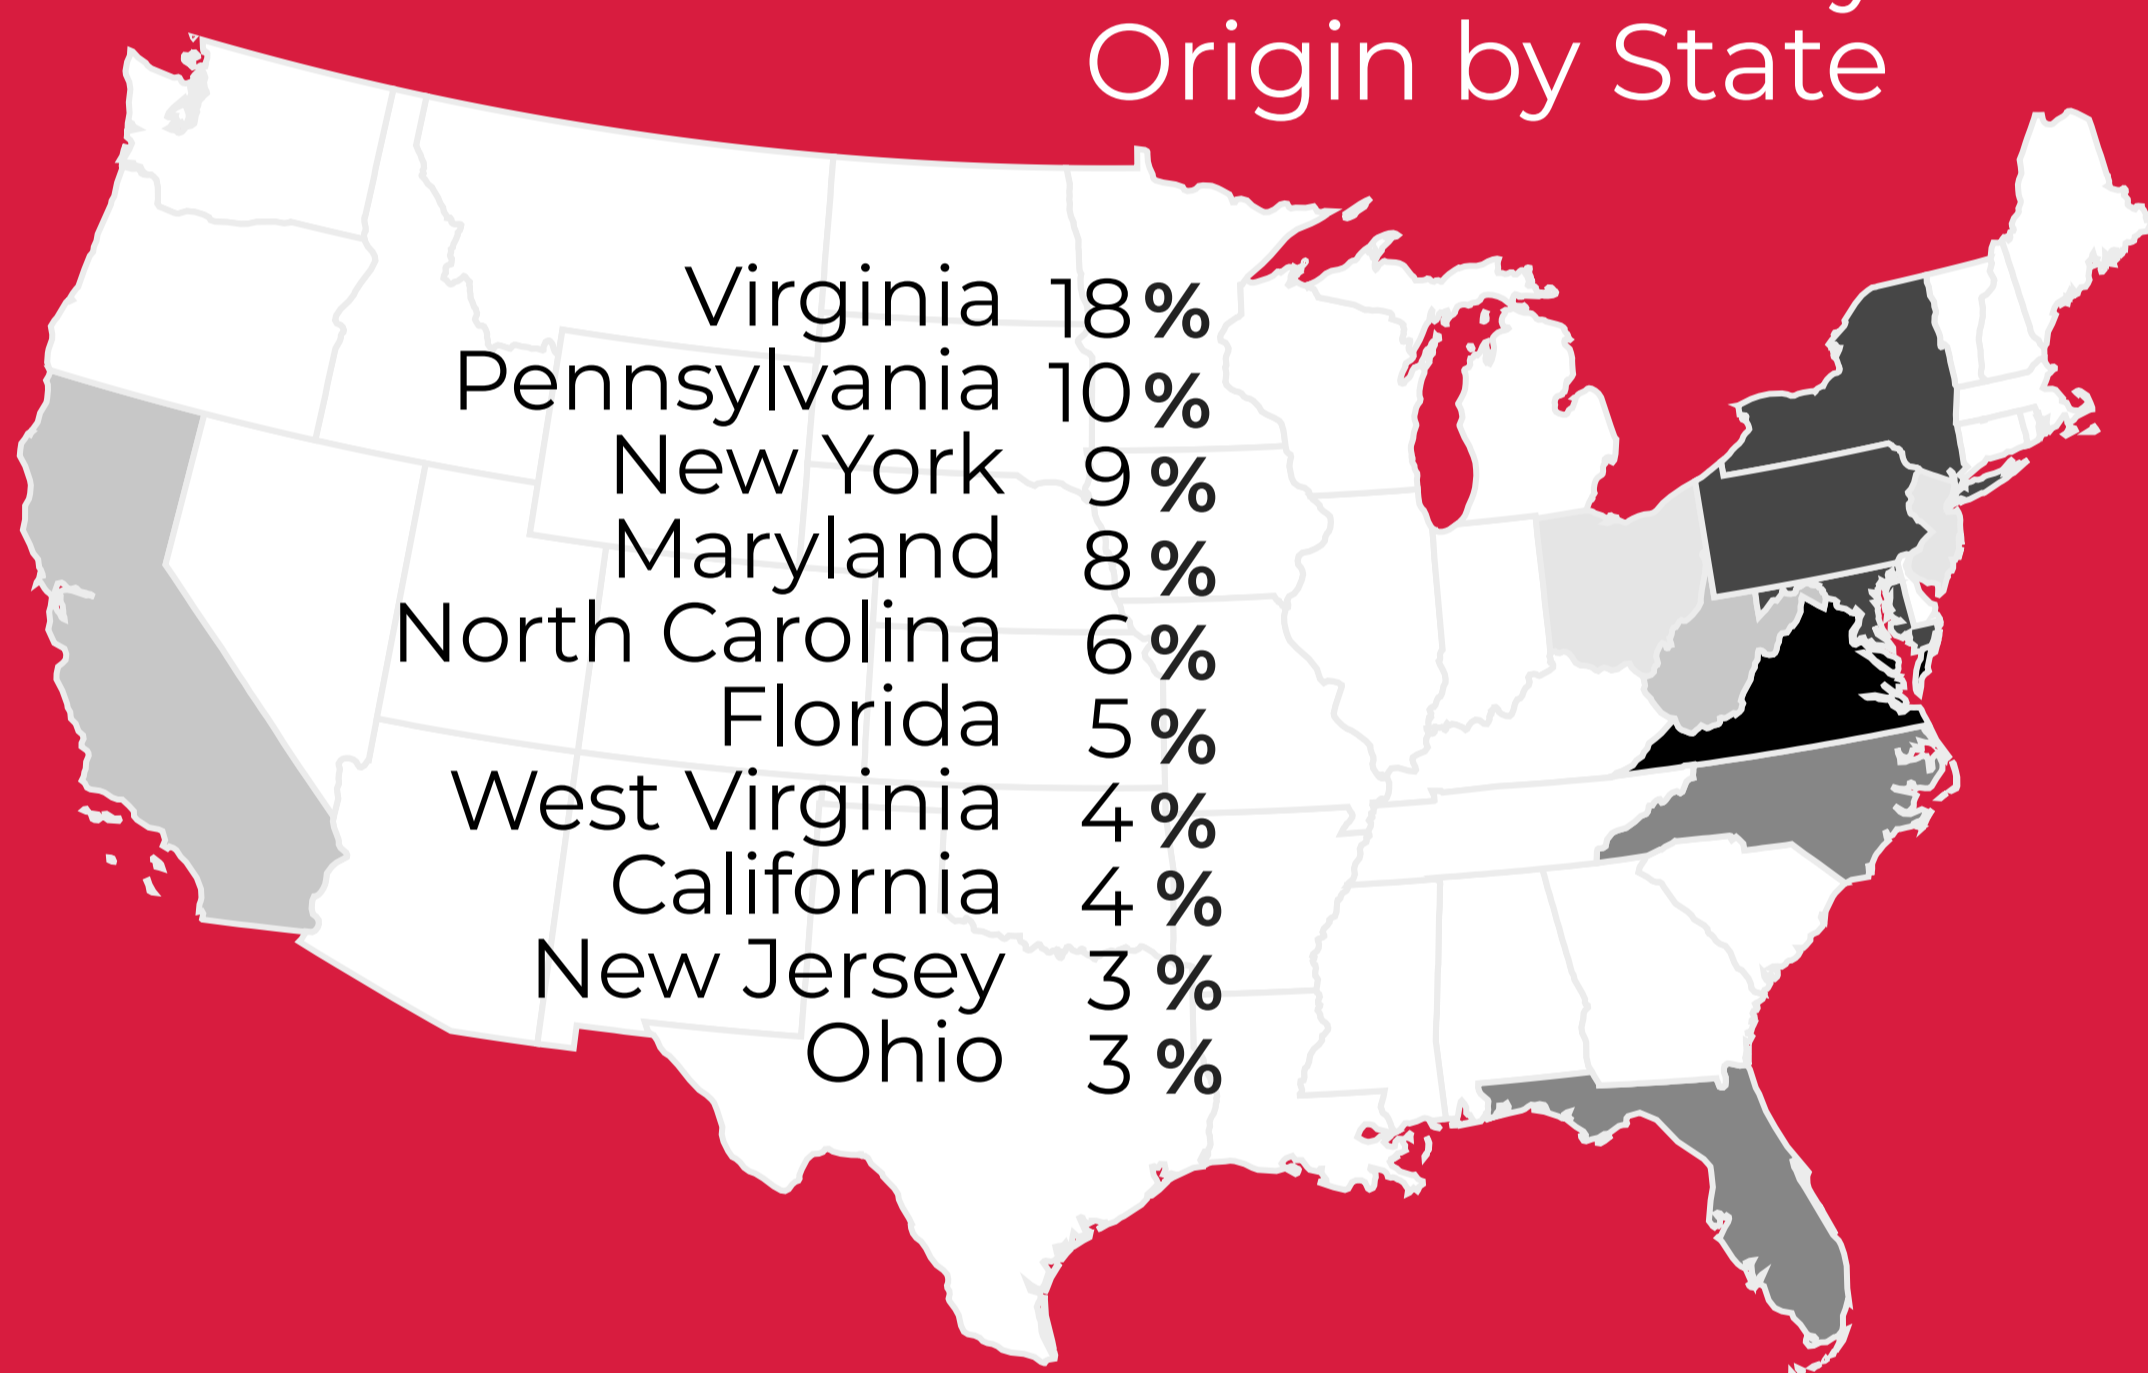 Origin by State
Virginia 18%
Pennsylvania 10%
New York 9%
Maryland 8%
North Carolina 6%
Florida 5%
West Virginia 4%
California 4%
New Jersey 3%
Ohio 3%